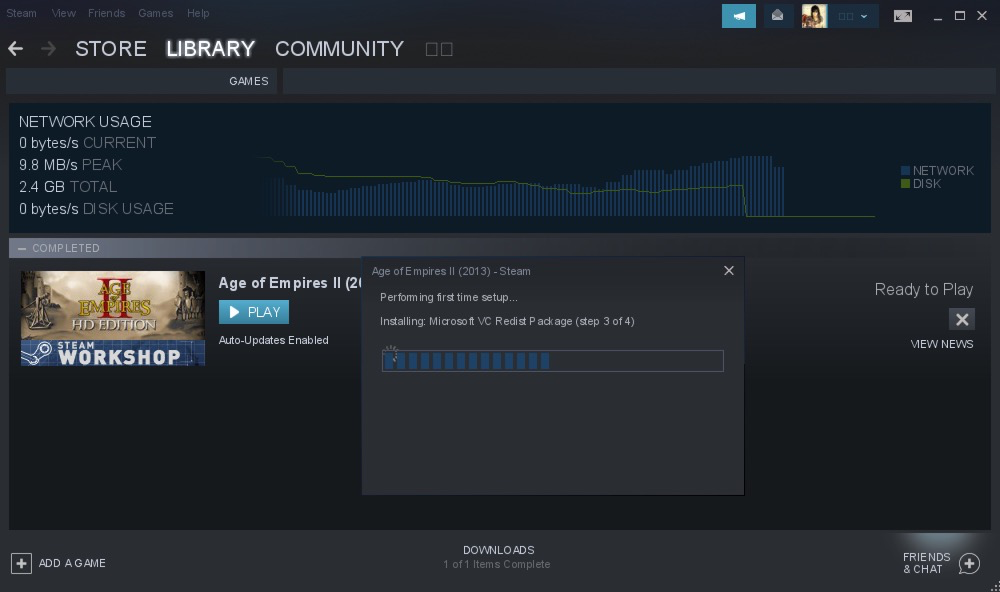 Steam View Friends Games Help
STORE LIBRARY COMMUNITY
GAMES
NETWORK USAGE
0 bytes/s CURRENT
9.8 MB/s PEAK
2.4 GB TOTAL
0 bytes/s DISK USAGE
NETWORK
DISK
— COMPLETED
AGE OF
EMPIRES
II
HD EDITION
STEAM
WORKSHOP
Age of Empires II (20
PLAY
Auto-Updates Enabled
Age of Empires II (2013) - Steam
Performing first time setup...
Installing: Microsoft VC Redist Package (step 3 of 4)
Ready to Play
VIEW NEWS
ADD A GAME
DOWNLOADS
1 of 1 Items Complete
FRIENDS
& CHAT